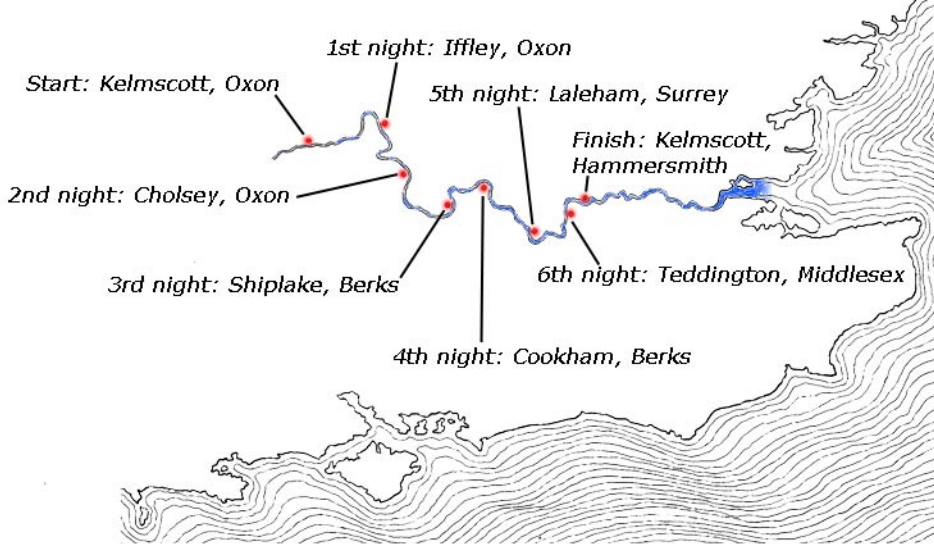 1st night: Iffley, Oxon
Start: Kelmscott, Oxon
5th night: Laleham, Surrey
Finish: Kelmscott,
Hammersmith
2nd night: Cholsey, Oxon
3rd night: Shiplake, Berks
6th night: Teddington, Middlesex
4th night: Cookham, Berks